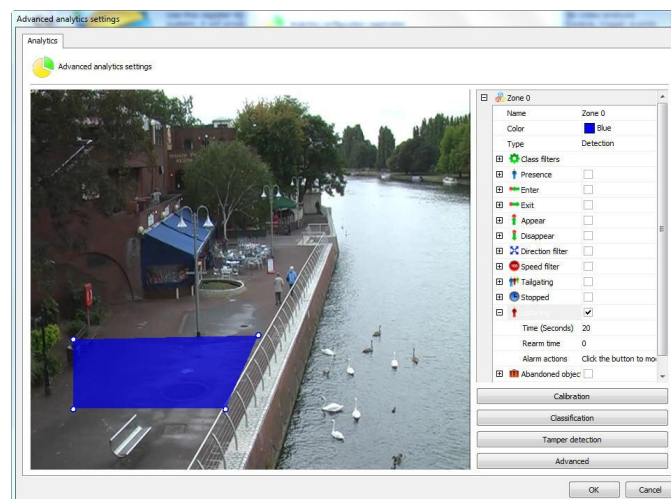 Advanced analytics settings
Analytics
Advanced analytics settings
Zone 0
Name Zone 0
Color Blue
Type Detection
Class filters
Presence
Enter
Exit
Appear
Disappear
Direction filter
Speed filter
Tailgating
Stopped
Time (Seconds) 20
Rearm time 0
Alarm actions Click the button to mo
Abandoned objec
Calibration
Classification
Tamper detection
Advanced
OK Cancel